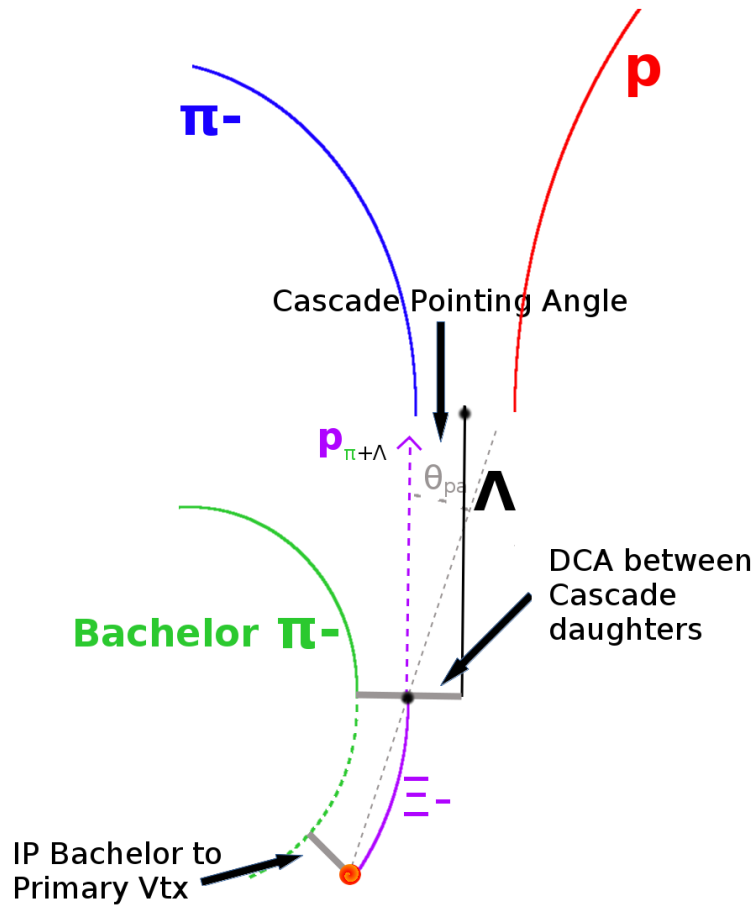 π-
p
Cascade Pointing Angle
pπ+Λ
θpa
Λ
DCA between
Cascade
daughters
Bachelor π-
Ξ-
IP Bachelor to
Primary Vtx